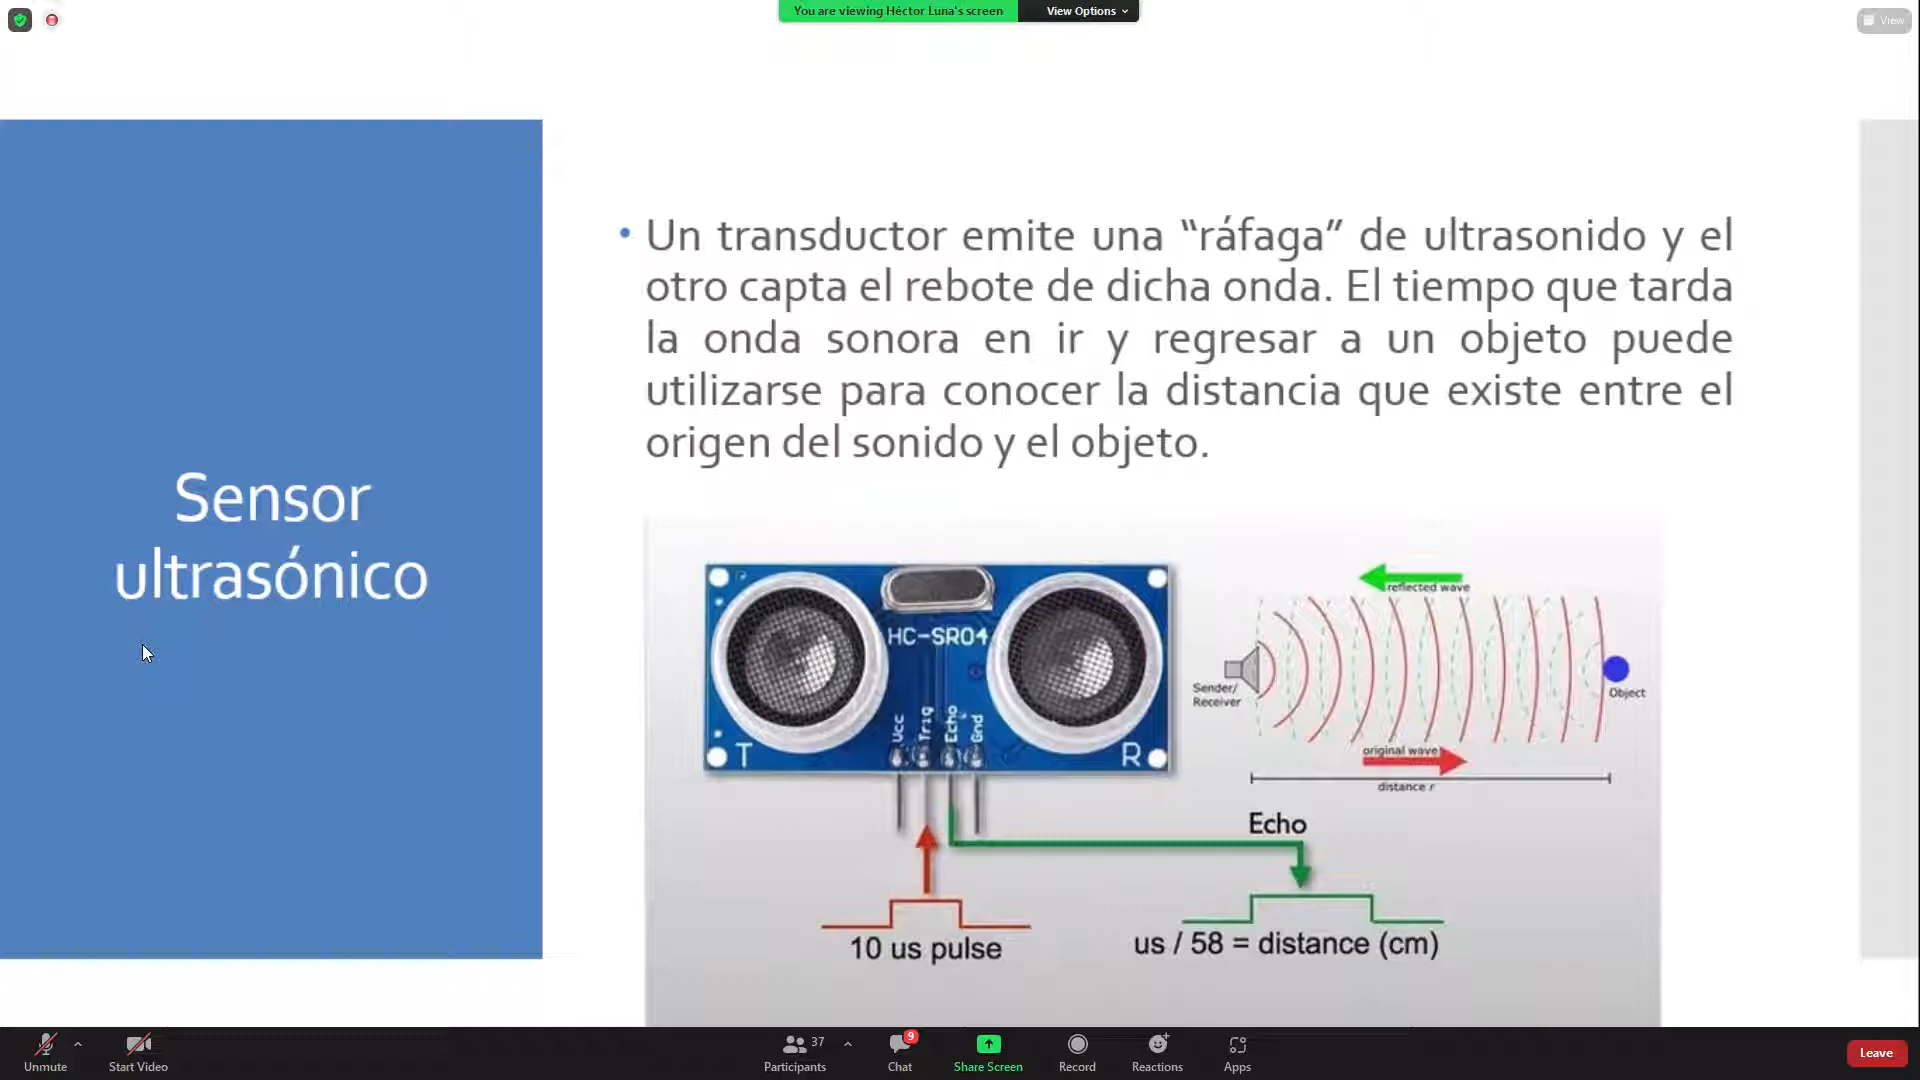 You are viewing Héctor Luna's screen
View Options
View
Un transductor emite una “ráfaga” de ultrasonido y el
otro capta el rebote de dicha onda. El tiempo que tarda
la onda sonora en ir y regresar a un objeto puede
utilizarse para conocer la distancia que existe entre el
origen del sonido y el objeto.
Sensor
ultrasónico
HC-SR04
Vcc
Trig
Echo
Gnd
T
R
reflected wave
Sender/
Receiver
Object
original wave
distance r
Echo
10 us pulse
us / 58 = distance (cm)
Unmute
Start Video
37
Participants
9
Chat
Share Screen
Record
Reactions
Apps
Leave